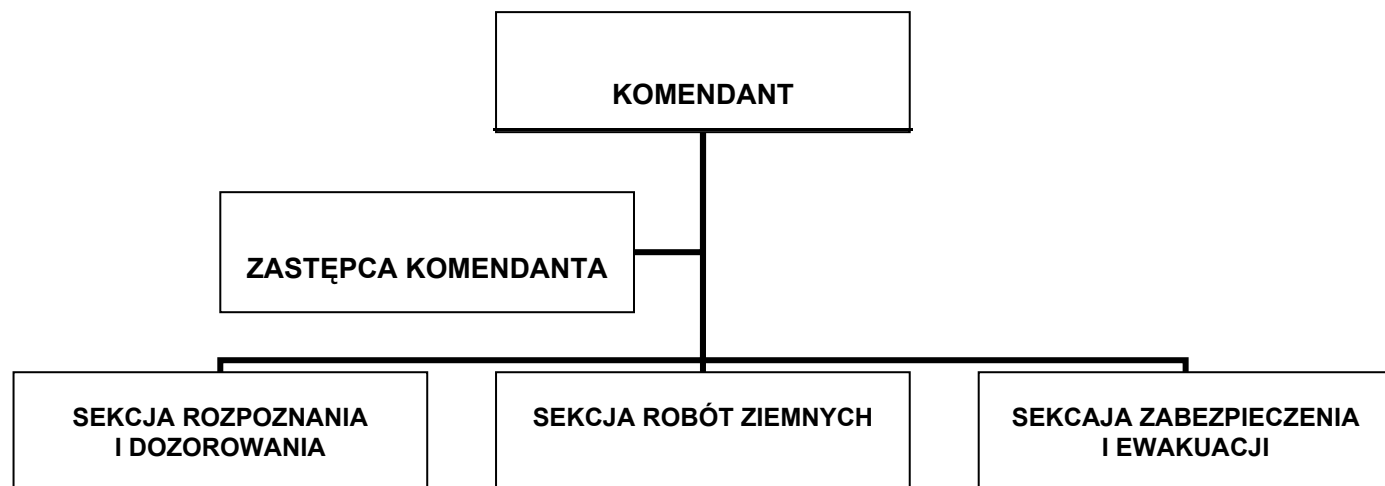 KOMENDANT
ZASTĘPCA KOMENDANTA
SEKCJA ROZPOZNANIA
I DOZOROWANIA
SEKCJA ROBÓT ZIEMNYCH
SEKCAJA ZABEZPIECZENIA
I EWAKUACJI